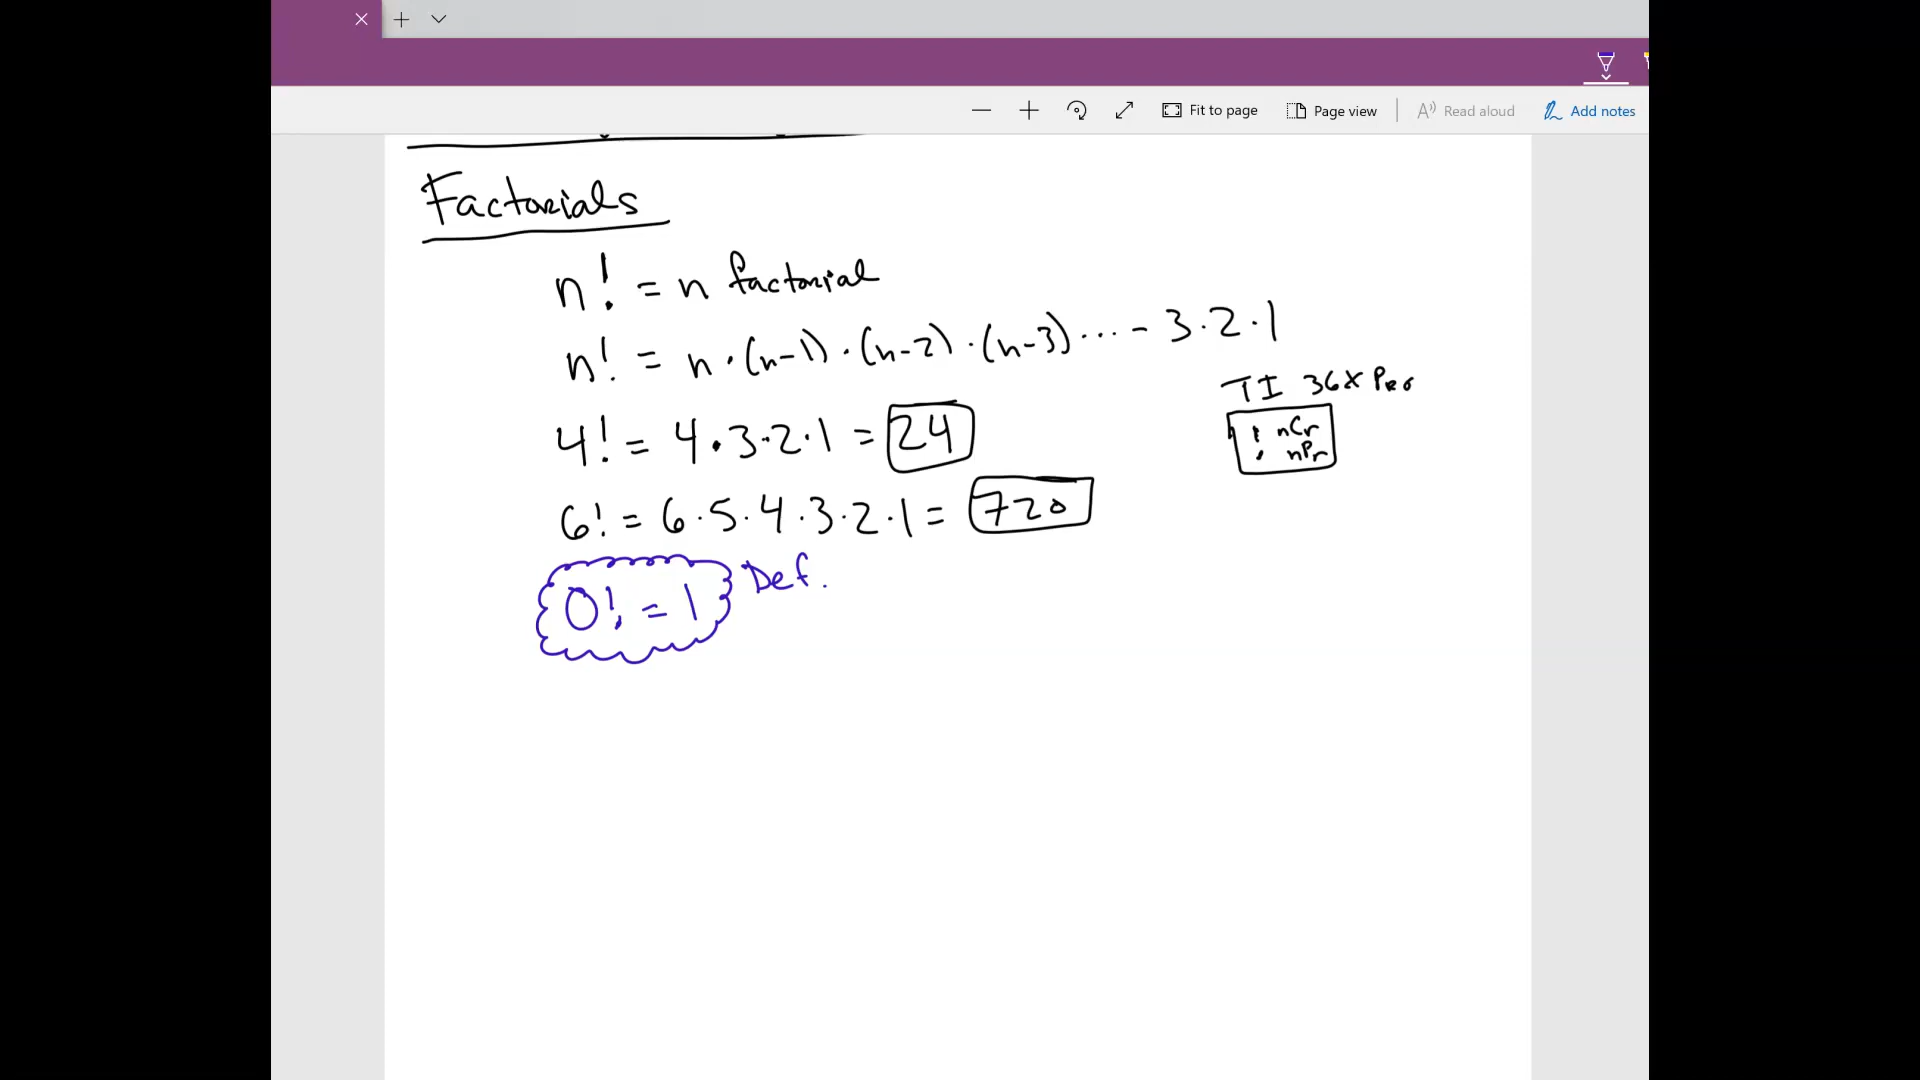 Fit to page
Page view
Read aloud
Add notes
Factorials
n! = n factorial
n! = n·(n-1)·(n-2)·(n-3)····- 3·2·1
TI 36X Pro
! nCr
nPr
4! = 4·3·2·1 = 24
6! = 6·5·4·3·2·1 = 720
0! = 1 Def.